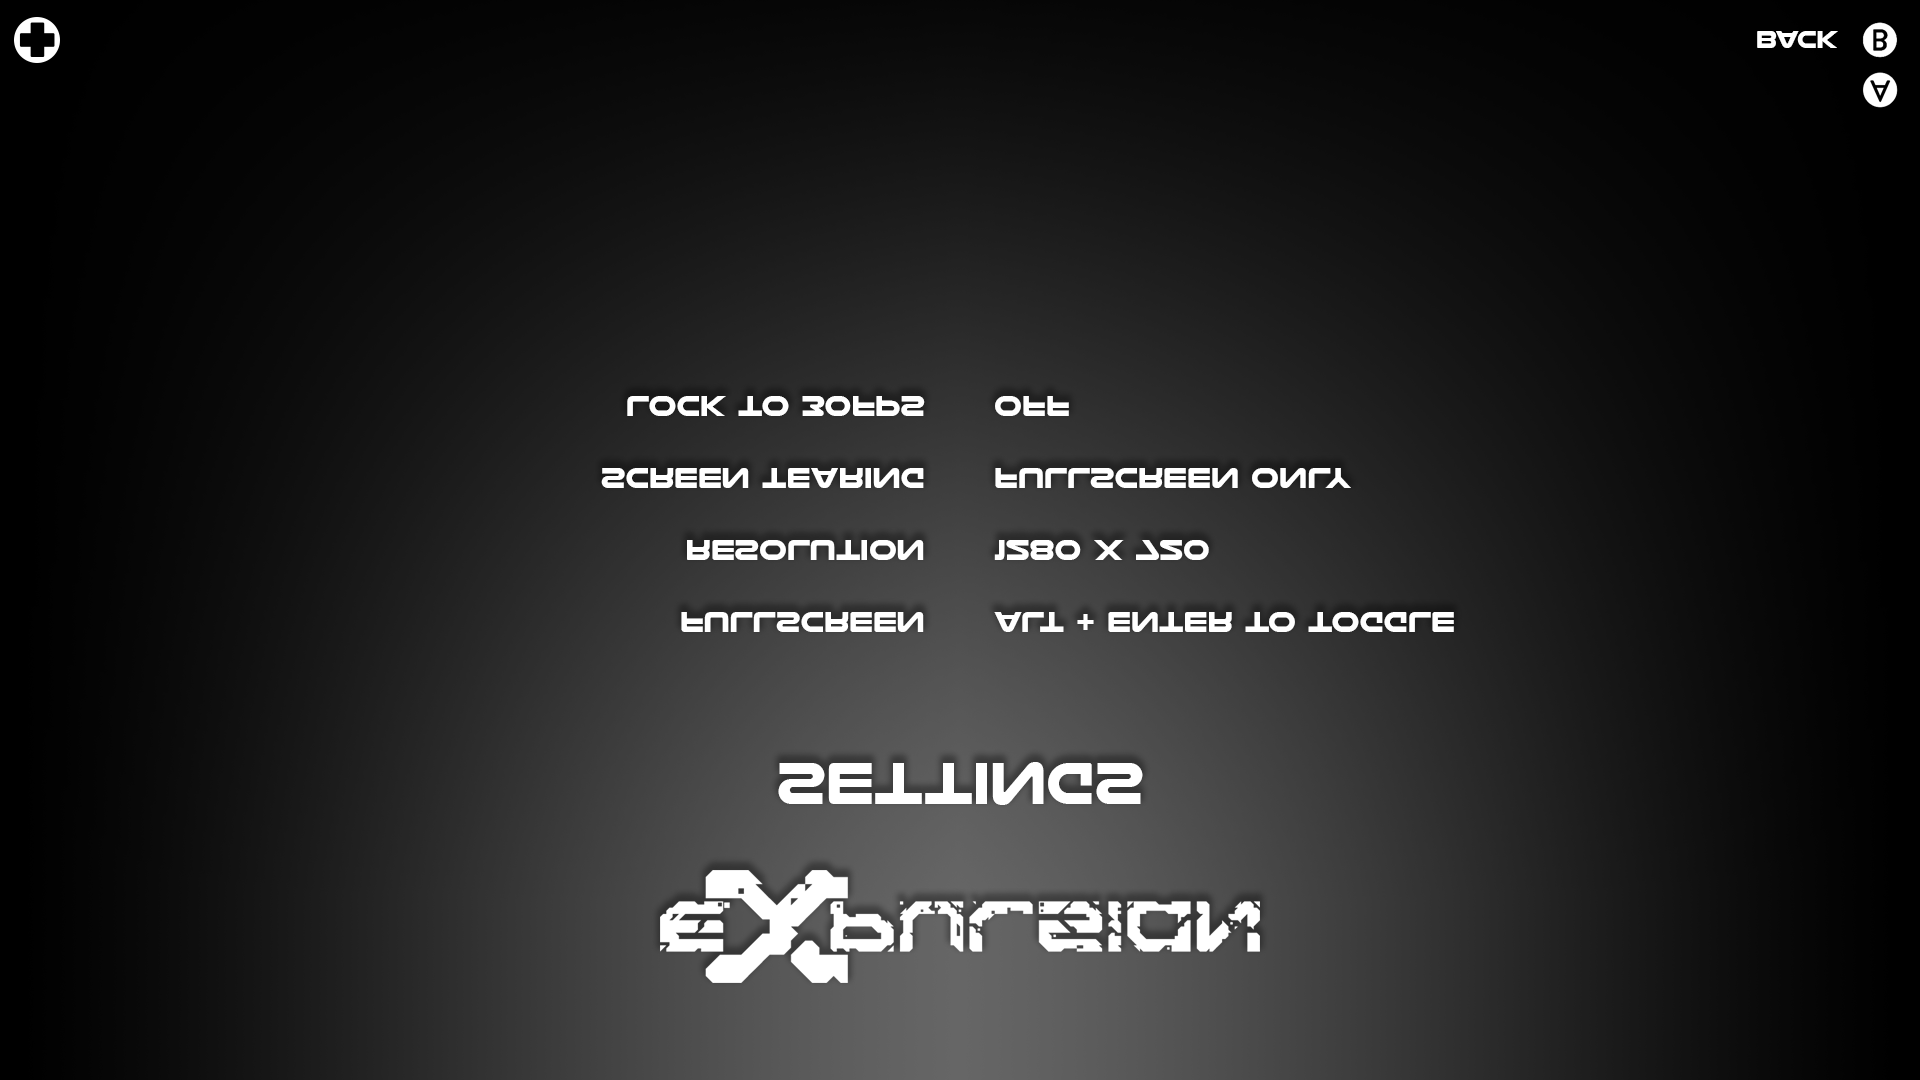 eXpulsion
SETTINGS
FULLSCREEN ALT + ENTER TO TOGGLE
RESOLUTION 1280 X 720
SCREEN TEARING FULLSCREEN ONLY
LOCK TO 30FPS OFF
A
BACK B